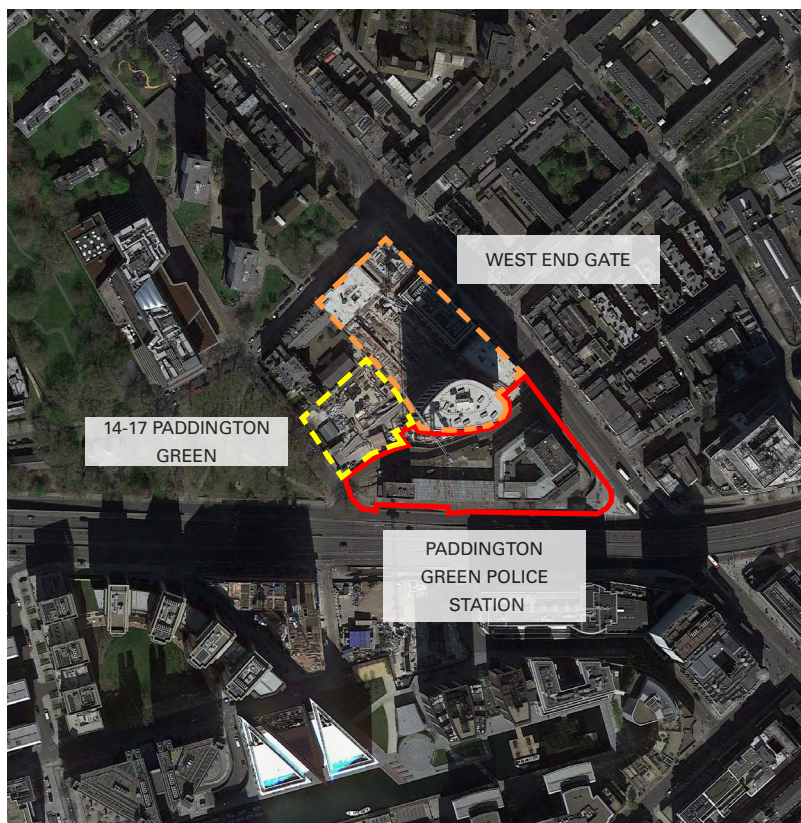 WEST END GATE
14-17 PADDINGTON
GREEN
PADDINGTON
GREEN POLICE
STATION